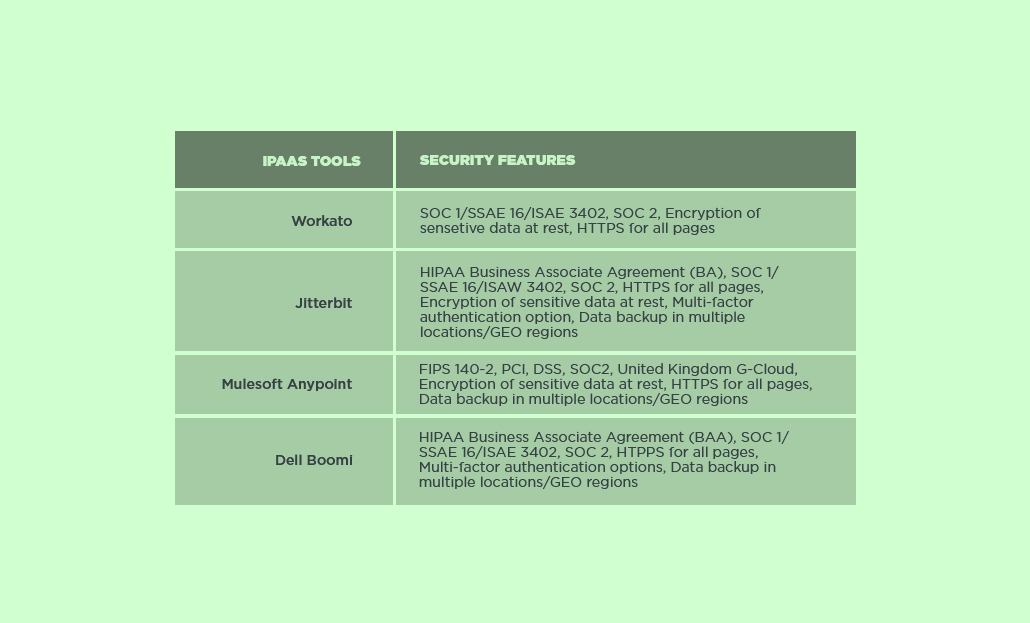 IPAAS TOOLS
SECURITY FEATURES
Workato
SOC 1/SSAE 16/ISAE 3402, SOC 2, Encryption of
sensetive data at rest, HTTPS for all pages
Jitterbit
HIPAA Business Associate Agreement (BA), SOC 1/
SSAE 16/ISAW 3402, SOC 2, HTTPS for all pages,
Encryption of sensitive data at rest, Multi-factor
authentication option, Data backup in multiple
locations/GEO regions
Mulesoft Anypoint
FIPS 140-2, PCI, DSS, SOC2, United Kingdom G-Cloud,
Encryption of sensitive data at rest, HTTPS for all pages,
Data backup in multiple locations/GEO regions
Dell Boomi
HIPAA Business Associate Agreement (BAA), SOC 1/
SSAE 16/ISAE 3402, SOC 2, HTPPS for all pages,
Multi-factor authentication options, Data backup in
multiple locations/GEO regions